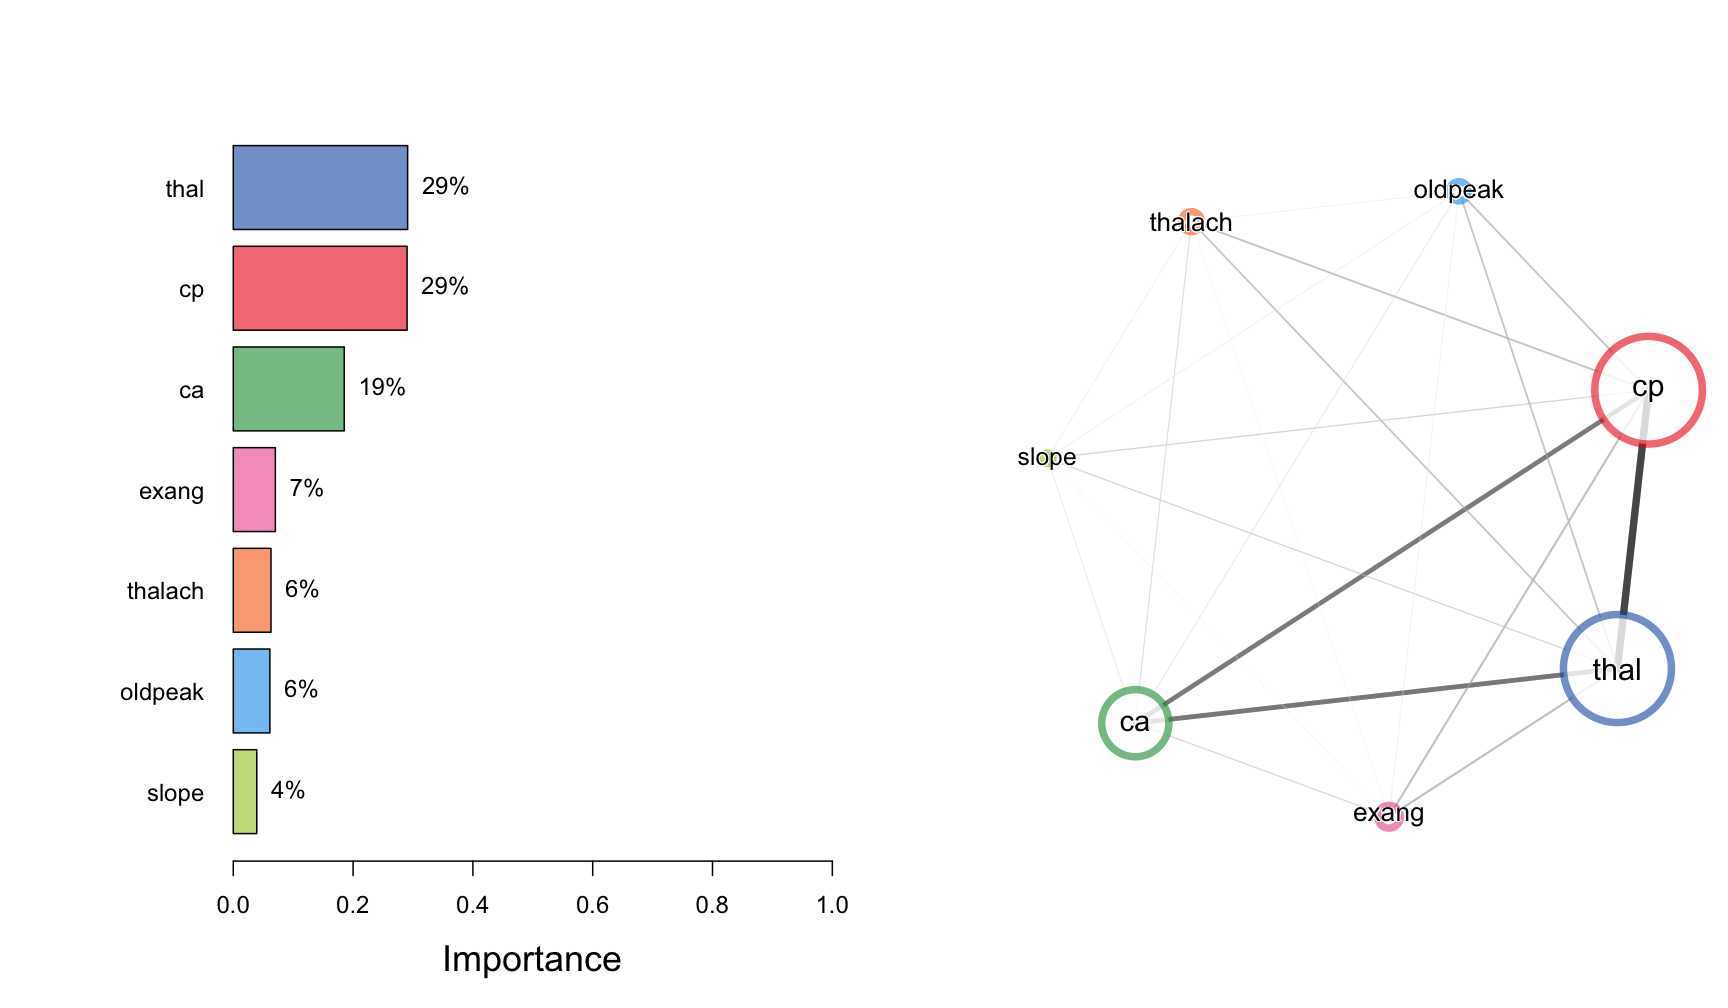 thal 29%
cp 29%
ca 19%
exang 7%
thalach 6%
oldpeak 6%
slope 4%
0.0 0.2 0.4 0.6 0.8 1.0
Importance
oldpeak
thalach
cp
slope
thal
ca
exang